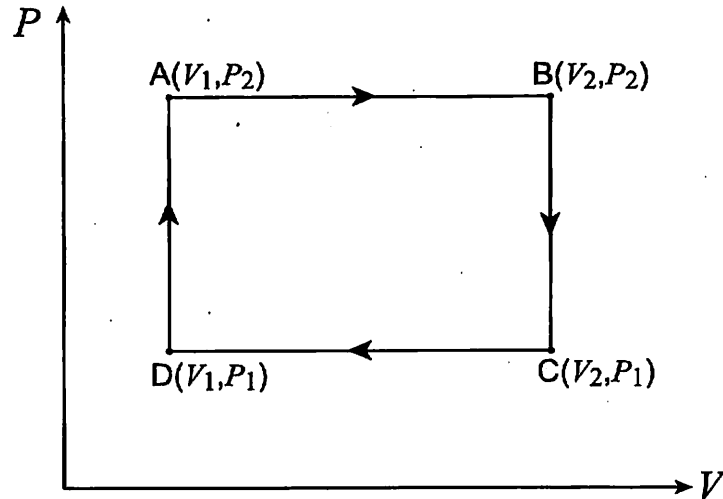 P
A(V₁,P₂)
B(V₂,P₂)
D(V₁,P₁)
C(V₂,P₁)
V